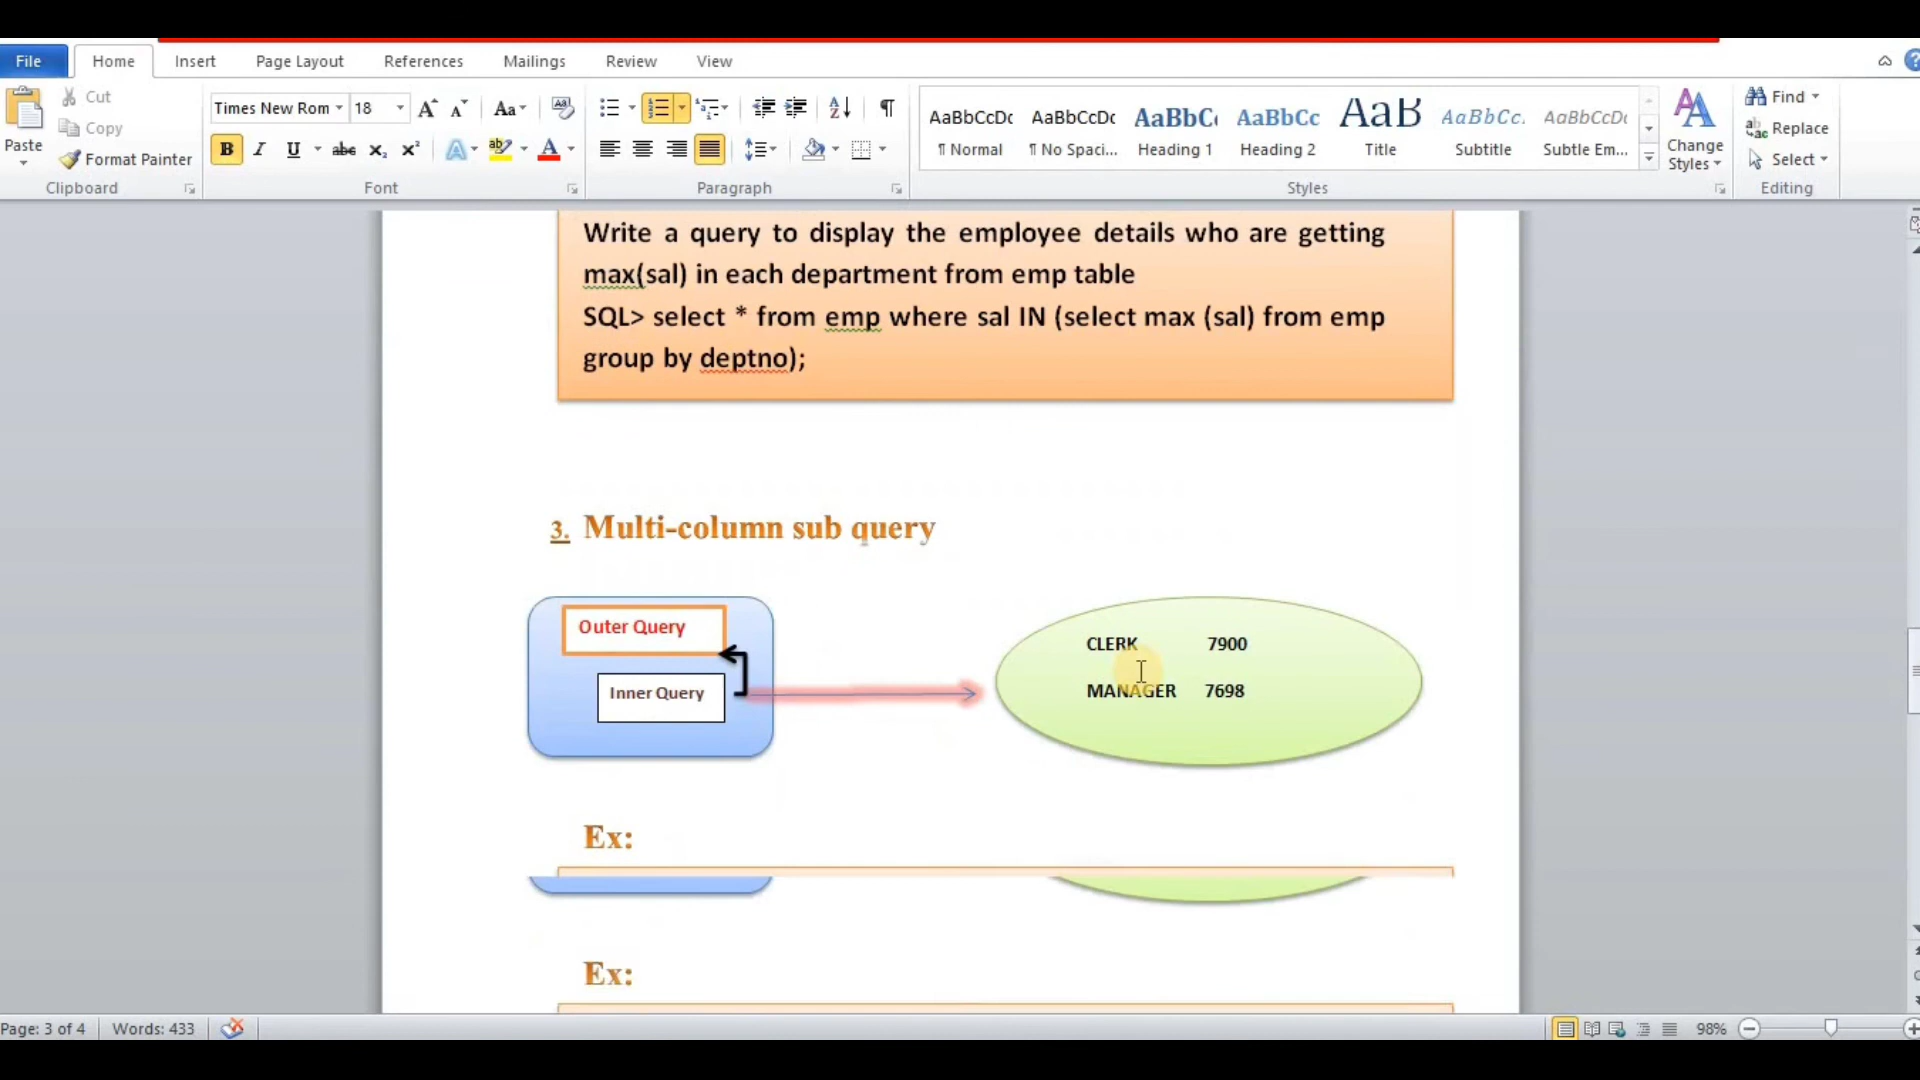 File Home Insert Page Layout References Mailings Review View
Cut
Copy
Paste
Format Painter
Clipboard
Times New Rom 18
Font
Paragraph
AaBbCcDc AaBbCcDc AaBbC AaBbCc AaB AaBbCc. AaBbCcDc
¶ Normal ¶ No Spaci... Heading 1 Heading 2 Title Subtitle Subtle Em...
Styles
Change
Styles
Find
Replace
Select
Editing
Write a query to display the employee details who are getting
max(sal) in each department from emp table
SQL> select * from emp where sal IN (select max (sal) from emp
group by deptno);
3. Multi-column sub query
Outer Query
Inner Query
CLERK 7900
MANAGER 7698
Ex:
Ex:
Page: 3 of 4 Words: 433 98%